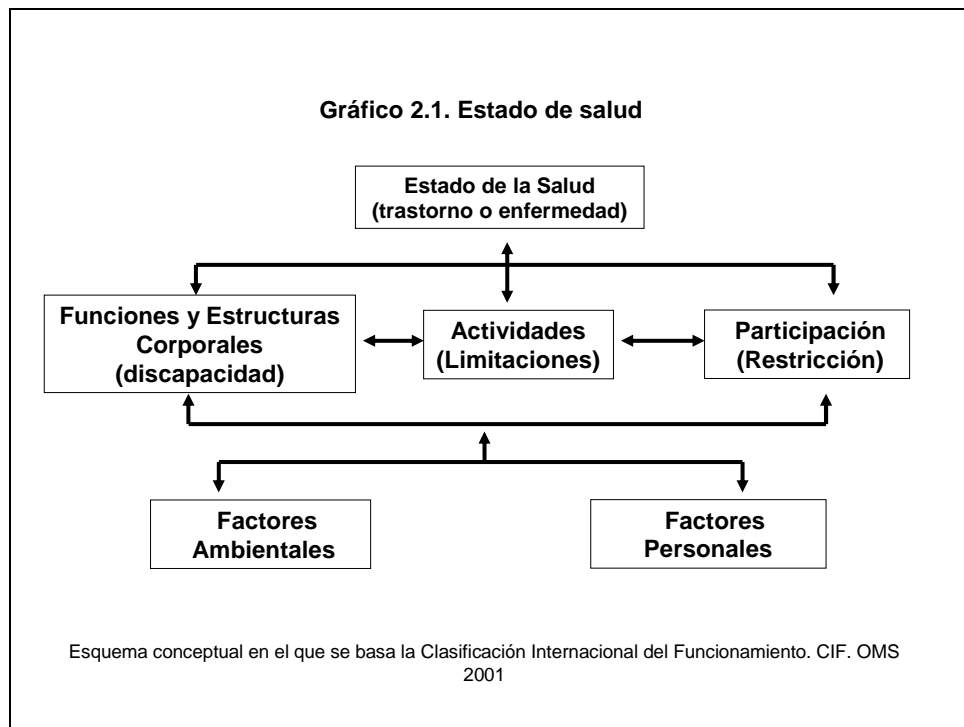 Gráfico 2.1. Estado de salud
Estado de la Salud
(trastorno o enfermedad)
Funciones y Estructuras
Corporales
(discapacidad)
Actividades
(Limitaciones)
Participación
(Restricción)
Factores
Ambientales
Factores
Personales
Esquema conceptual en el que se basa la Clasificación Internacional del Funcionamiento. CIF. OMS
2001